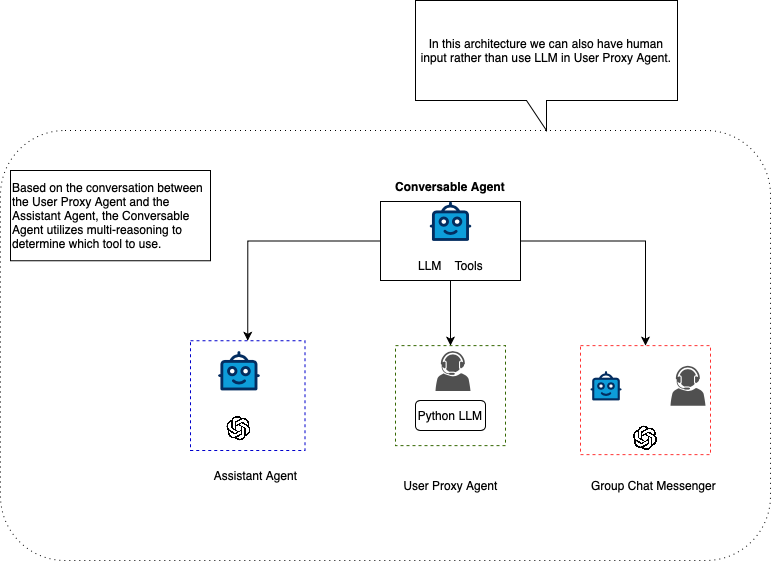 In this architecture we can also have human
input rather than use LLM in User Proxy Agent.
Based on the conversation between
the User Proxy Agent and the
Assistant Agent, the Conversable
Agent utilizes multi-reasoning to
determine which tool to use.
Conversable Agent
LLM Tools
Python LLM
Assistant Agent
User Proxy Agent
Group Chat Messenger